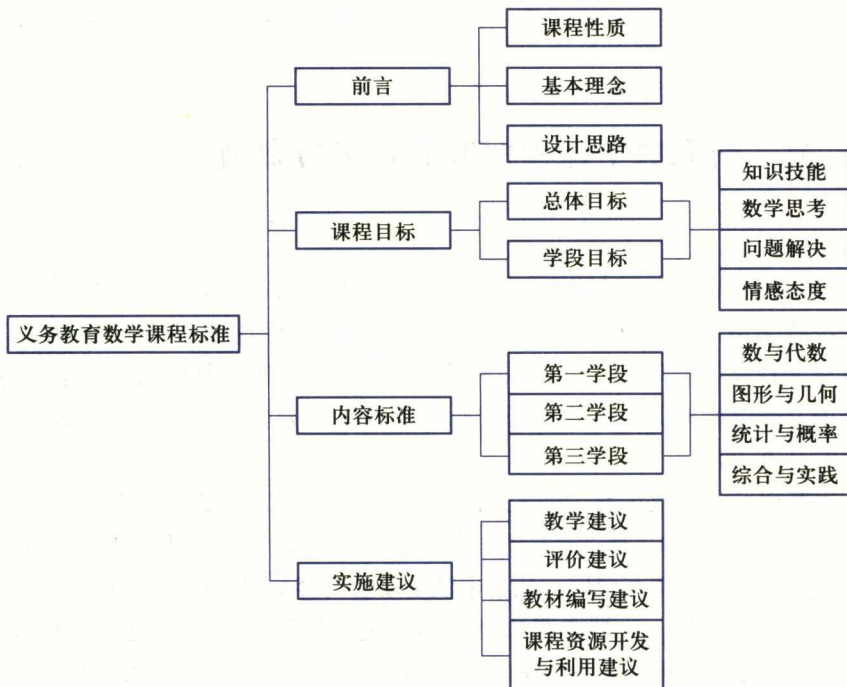 义务教育数学课程标准
前言
课程性质
基本理念
设计思路
课程目标
总体目标
学段目标
知识技能
数学思考
问题解决
情感态度
内容标准
第一学段
第二学段
第三学段
数与代数
图形与几何
统计与概率
综合与实践
实施建议
教学建议
评价建议
教材编写建议
课程资源开发
与利用建议